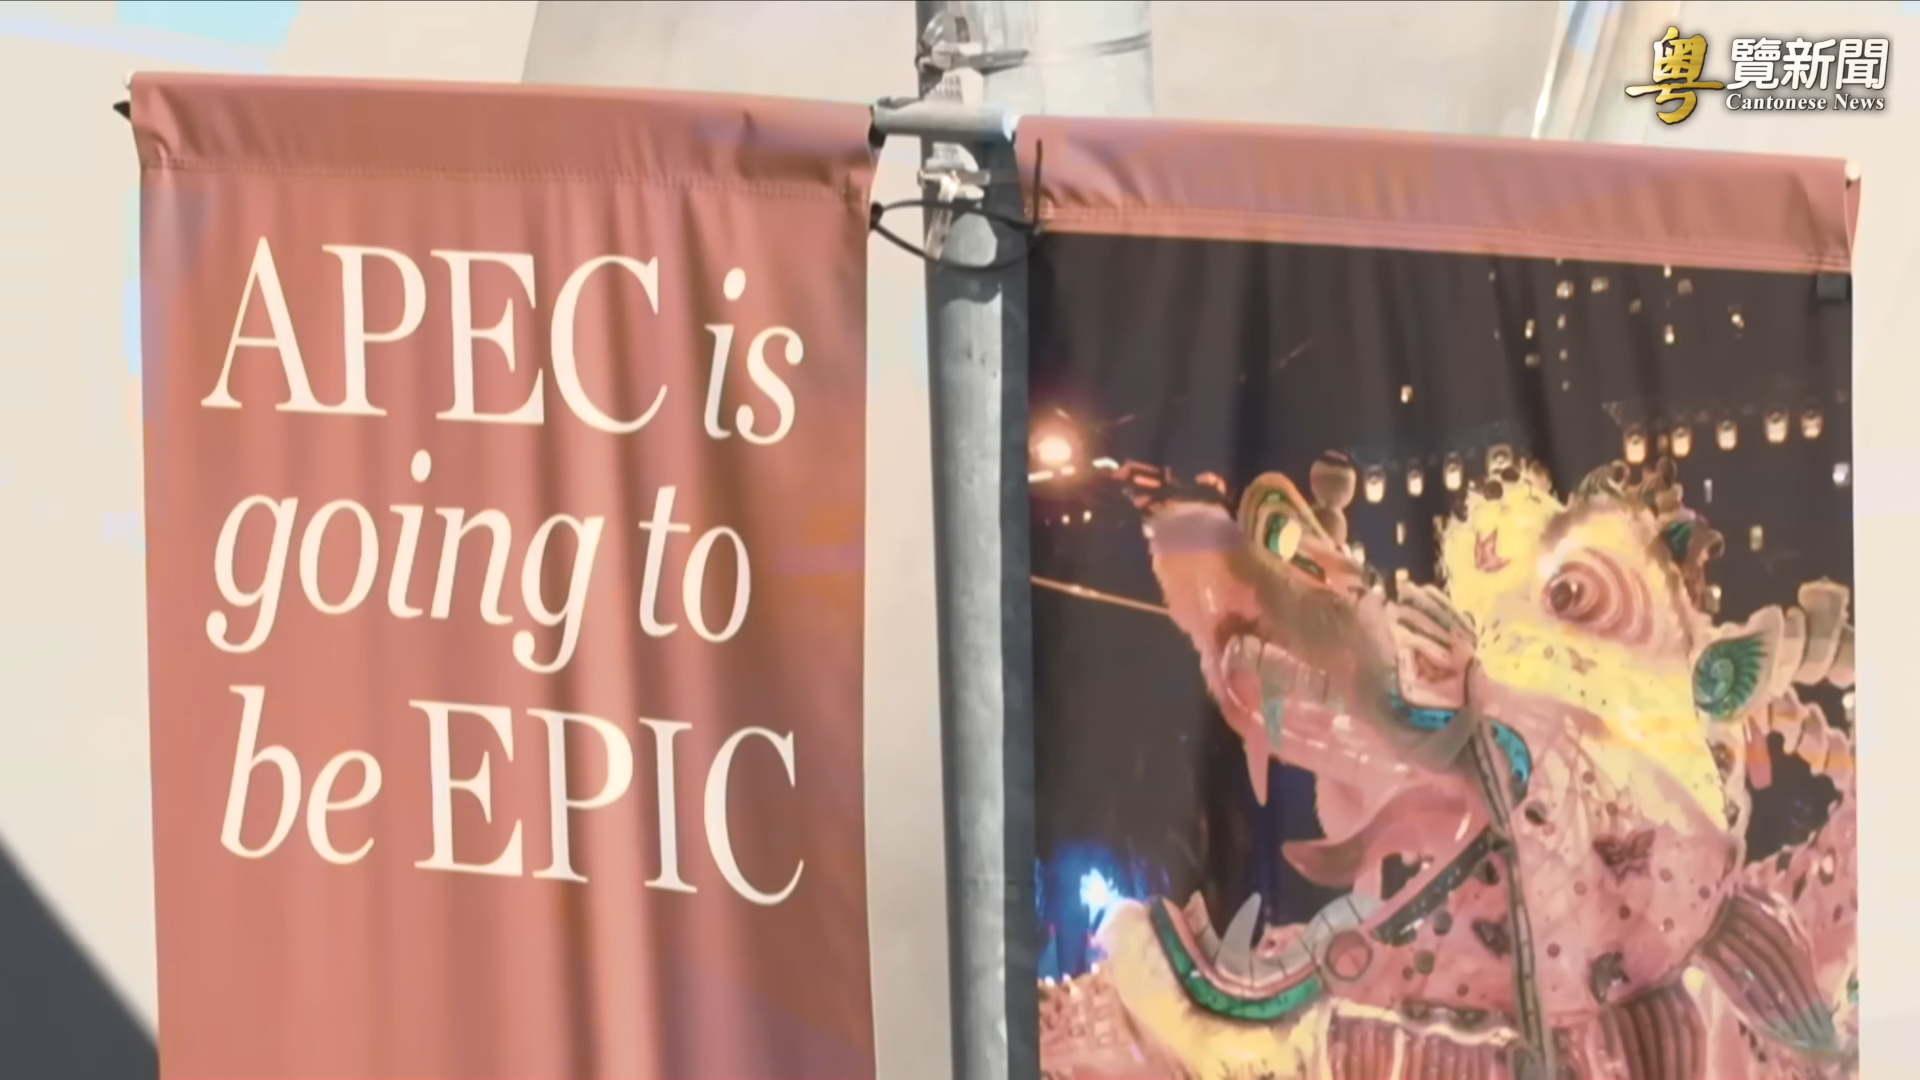 APEC is
going to
be EPIC
粵覽新聞
Cantonese News